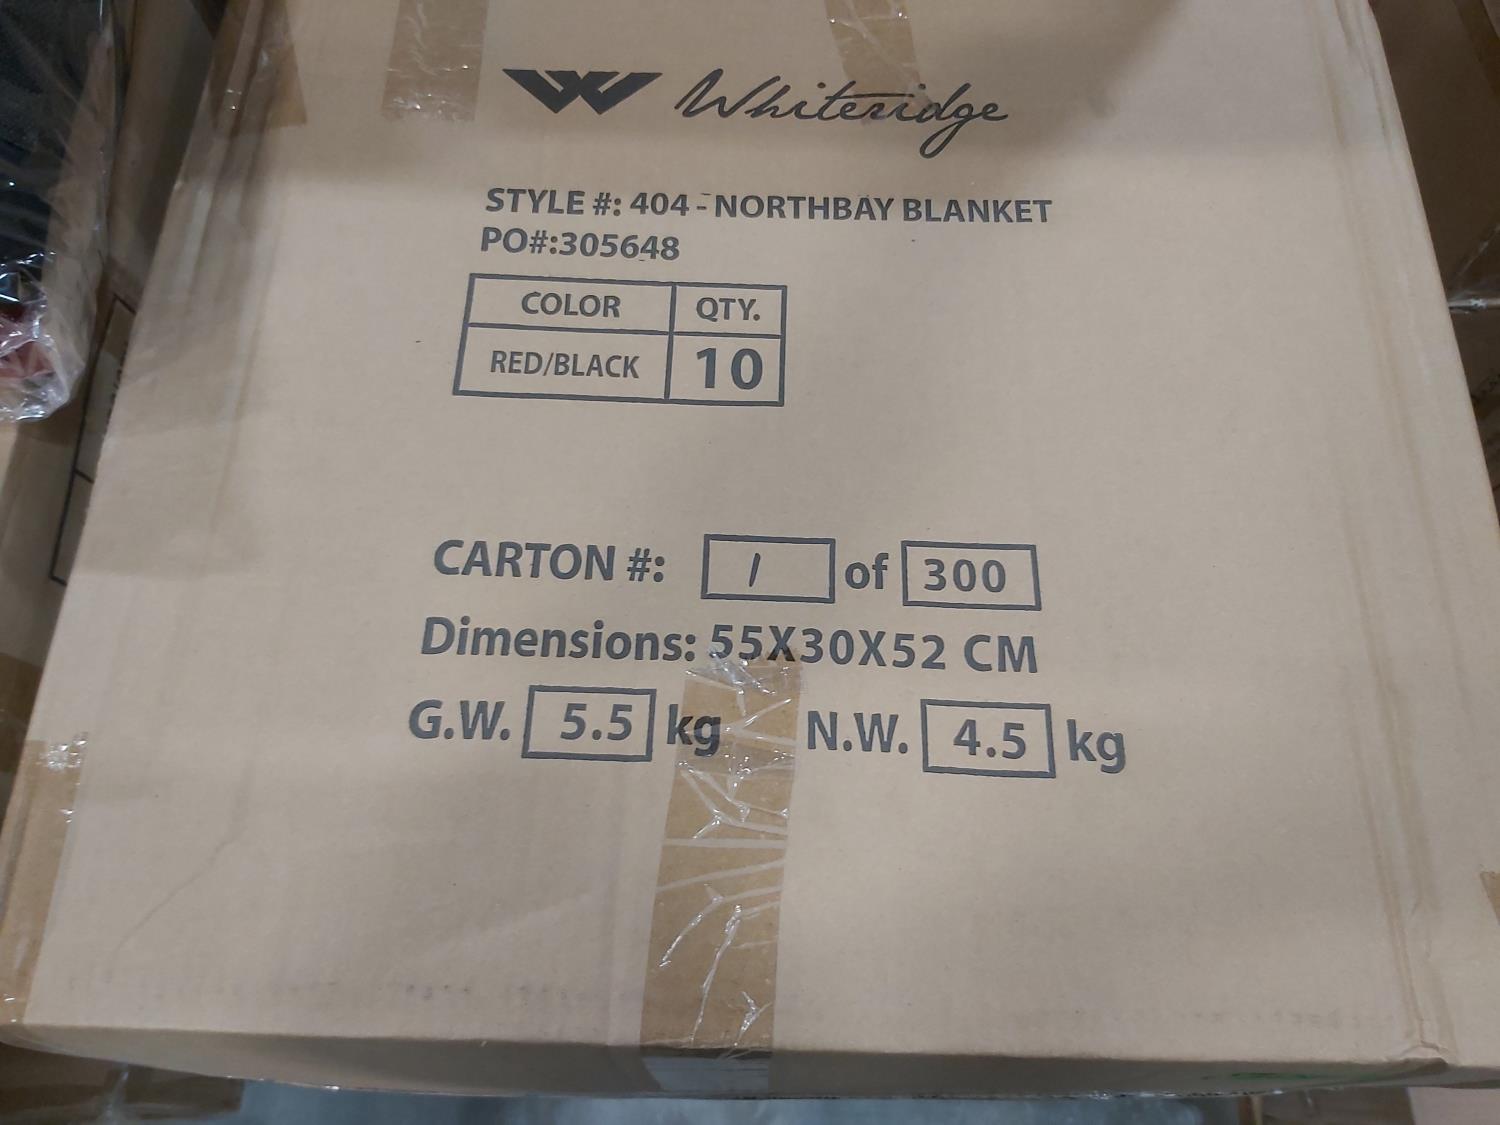 Whiteridge
STYLE #: 404 - NORTHBAY BLANKET
PO#:305648
COLOR QTY.
RED/BLACK 10
CARTON #: 1 of 300
Dimensions: 55X30X52 CM
G.W. 5.5 kg N.W. 4.5 kg